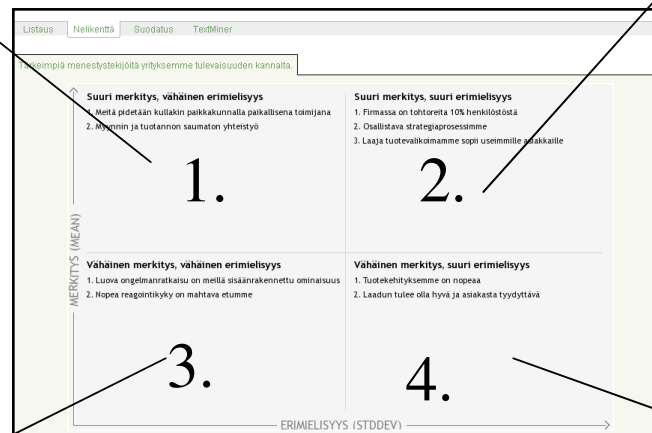 Listaus Nelikenttä Suodatus TextMiner
Tärkeimpiä menestystekijöitä yrityksemme tulevaisuuden kannalta.
Suuri merkitys, vähäinen erimielisyys
1. Meitä pidetään kullakin paikkakunnalla paikallisena toimijana
2. Myynnin ja tuotannon saumaton yhteistyö
1.
Suuri merkitys, suuri erimielisyys
1. Firmassa on tohtoreita 10% henkilöstöstä
2. Osallistava strategiaprosessimme
3. Laaja tuotevalikoimamme sopii useimmille asiakkaille
2.
MERKITYS (MEAN)
Vähäinen merkitys, vähäinen erimielisyys
1. Luova ongelmanratkaisu on meillä sisäänrakennettu ominaisuus
2. Nopea reagointikyky on mahtava etumme
3.
Vähäinen merkitys, suuri erimielisyys
1. Tuotekehityksemme on nopeaa
2. Laadun tulee olla hyvä ja asiakasta tyydyttävä
4.
ERIMIELISYYS (STDDEV)